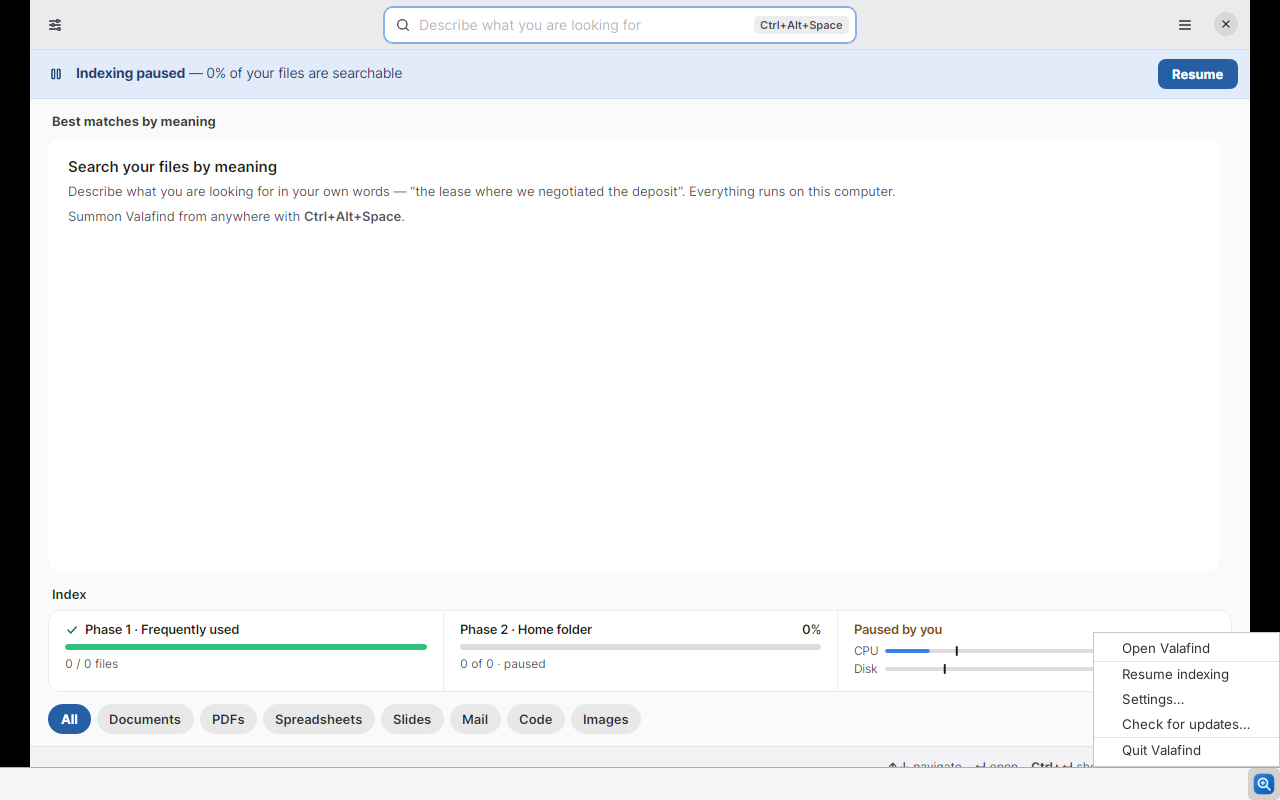 Describe what you are looking for
Ctrl+Alt+Space
Indexing paused — 0% of your files are searchable
Resume
Best matches by meaning
Search your files by meaning
Describe what you are looking for in your own words — “the lease where we negotiated the deposit”. Everything runs on this computer.
Summon Valafind from anywhere with Ctrl+Alt+Space.
Index
Phase 1 · Frequently used
0 / 0 files
Phase 2 · Home folder
0%
0 of 0 · paused
Paused by you
CPU
Disk
All
Documents
PDFs
Spreadsheets
Slides
Mail
Code
Images
navigate
open
Open Valafind
Resume indexing
Settings...
Check for updates...
Quit Valafind